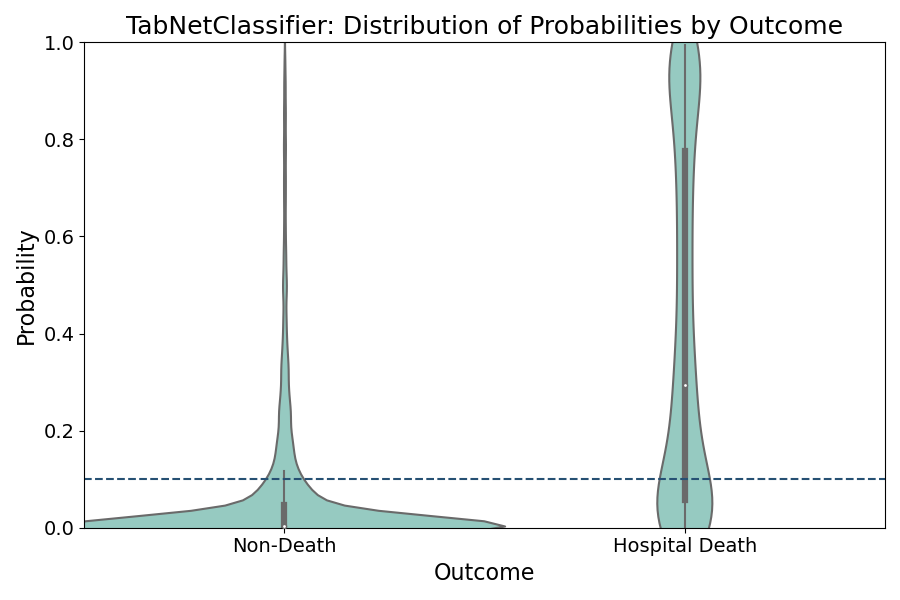 TabNetClassifier: Distribution of Probabilities by Outcome
1.0
0.8
0.6
0.4
0.2
0.0
Probability
Non-Death
Hospital Death
Outcome